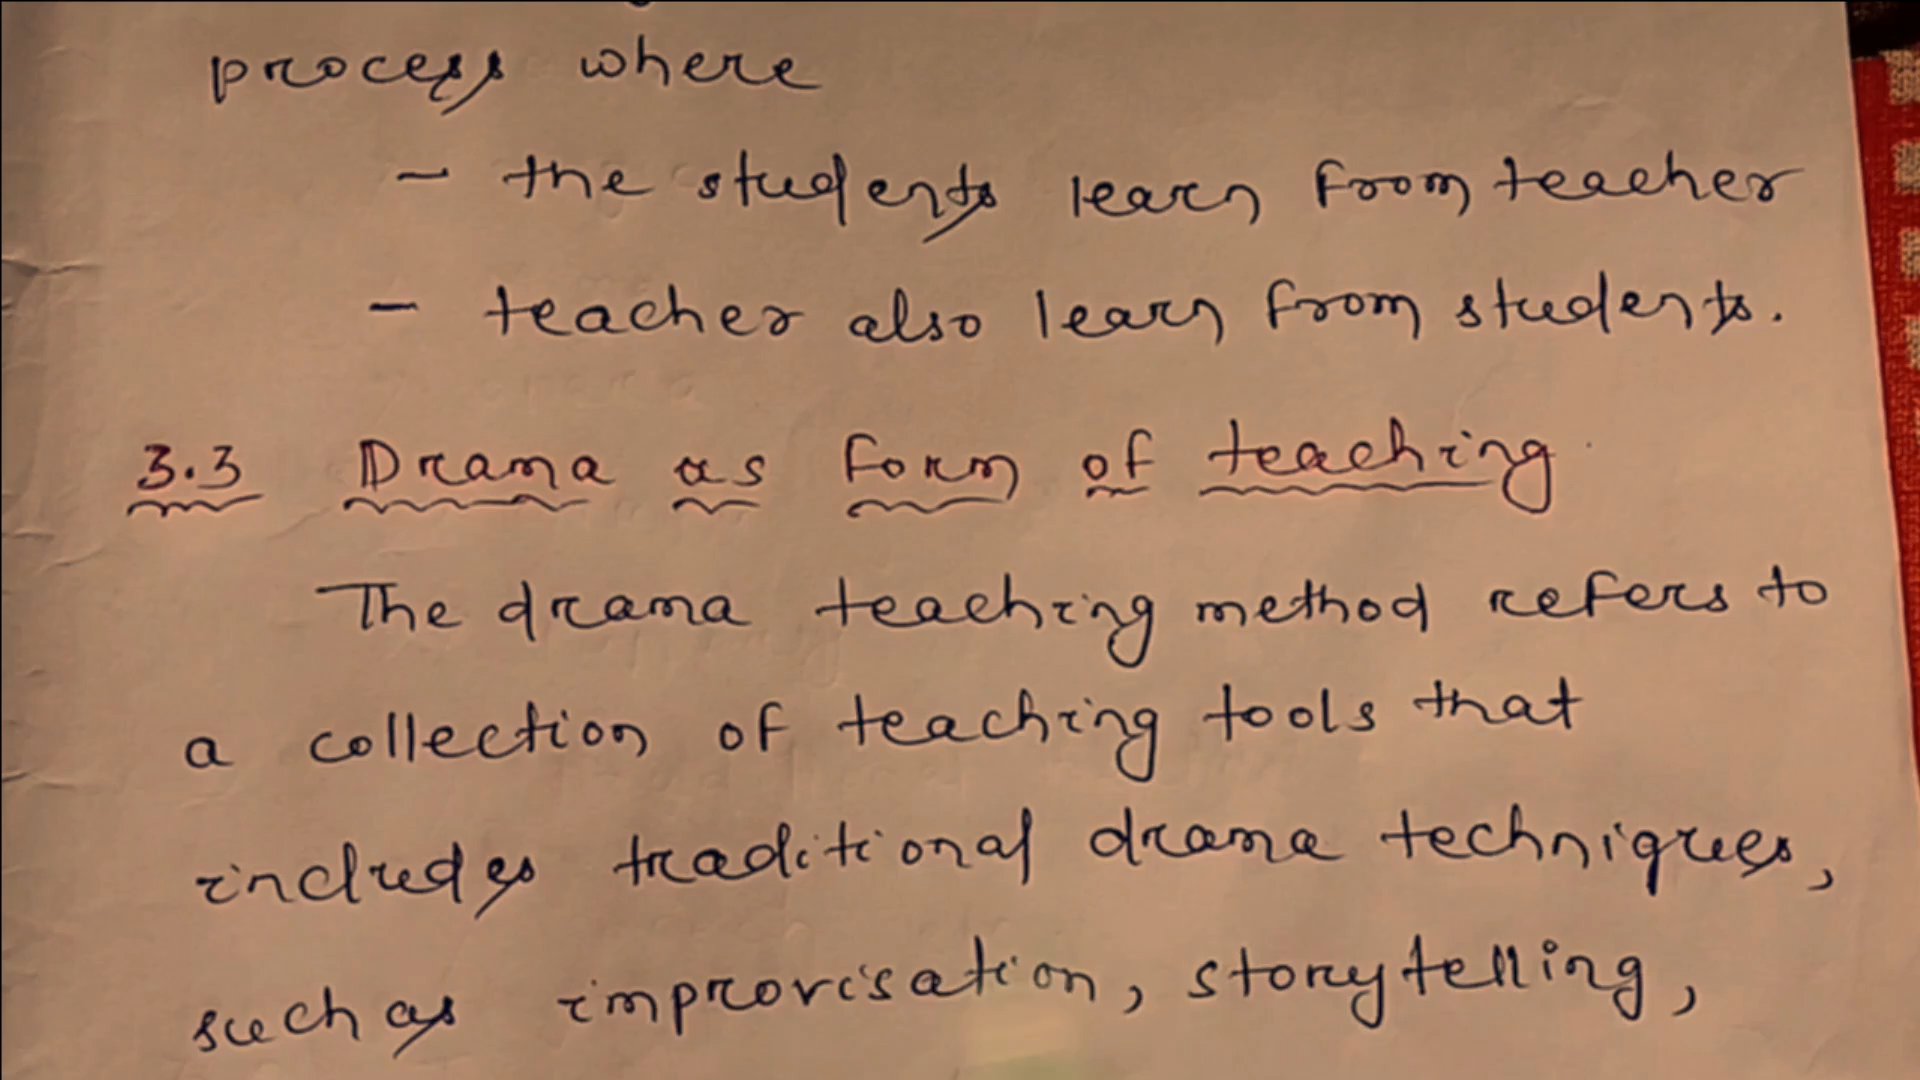 process where
- the students learn from teacher
- teacher also learn from students.
3.3 Drama as form of teaching
The drama teaching method refers to
a collection of teaching tools that
includes traditional drama techniques,
such as improvisation, storytelling,